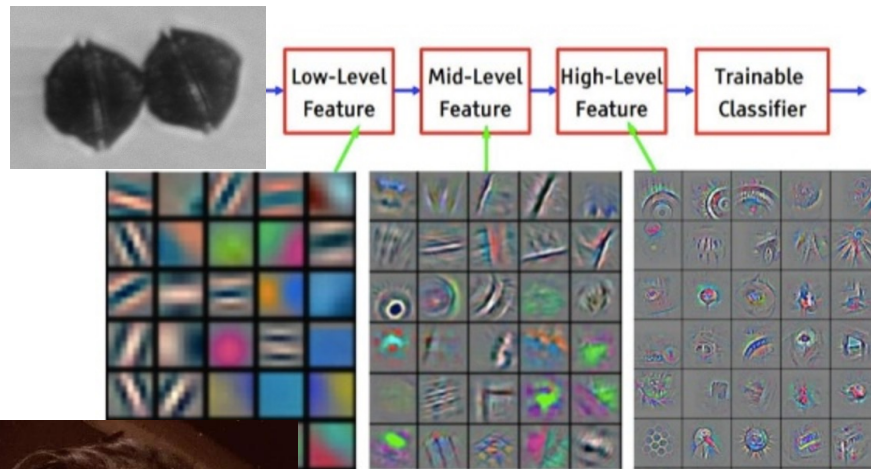 Low-Level
Feature
Mid-Level
Feature
High-Level
Feature
Trainable
Classifier